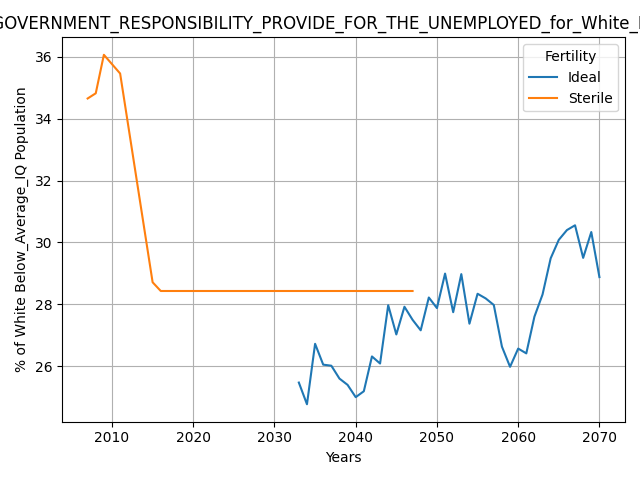 GOVERNMENT_RESPONSIBILITY_PROVIDE_FOR_THE_UNEMPLOYED_for_White_
Fertility
Ideal
Sterile
% of White Below_Average_IQ Population
36
34
32
30
28
26
2010
2020
2030
2040
2050
2060
2070
Years